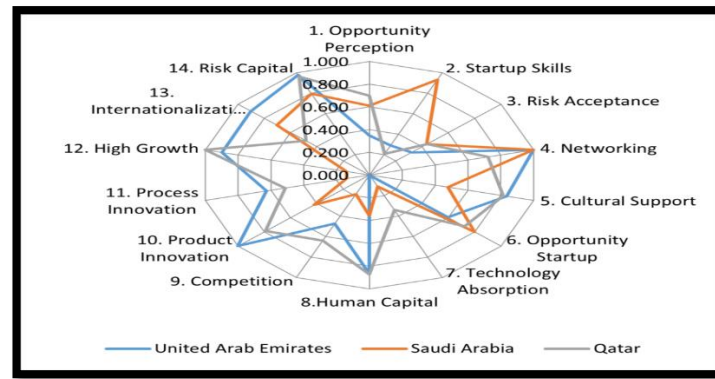 1. Opportunity
Perception
2. Startup Skills
3. Risk Acceptance
4. Networking
5. Cultural Support
6. Opportunity
Startup
7. Technology
Absorption
8.Human Capital
9. Competition
10. Product
Innovation
11. Process
Innovation
12. High Growth
13.
Internationalizati...
14. Risk Capital
1.000
0.800
0.600
0.400
0.200
0.000
United Arab Emirates
Saudi Arabia
Qatar